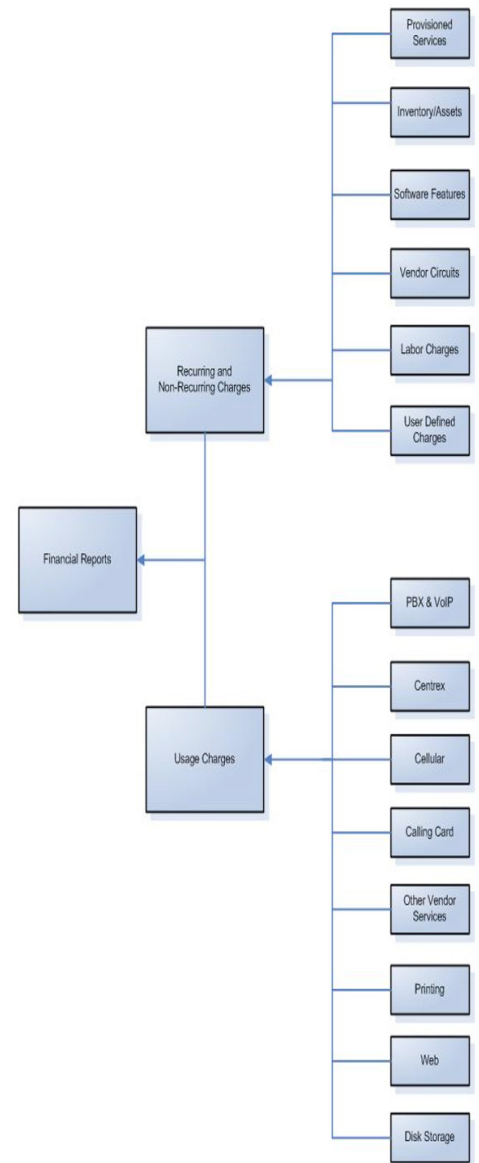 Provisioned
Services
Inventory/Assets
Software Features
Vendor Circuits
Labor Charges
User Defined
Charges
Recurring and
Non-Recurring Charges
Financial Reports
Usage Charges
PBX & VoIP
Centrex
Cellular
Calling Card
Other Vendor
Services
Printing
Web
Disk Storage